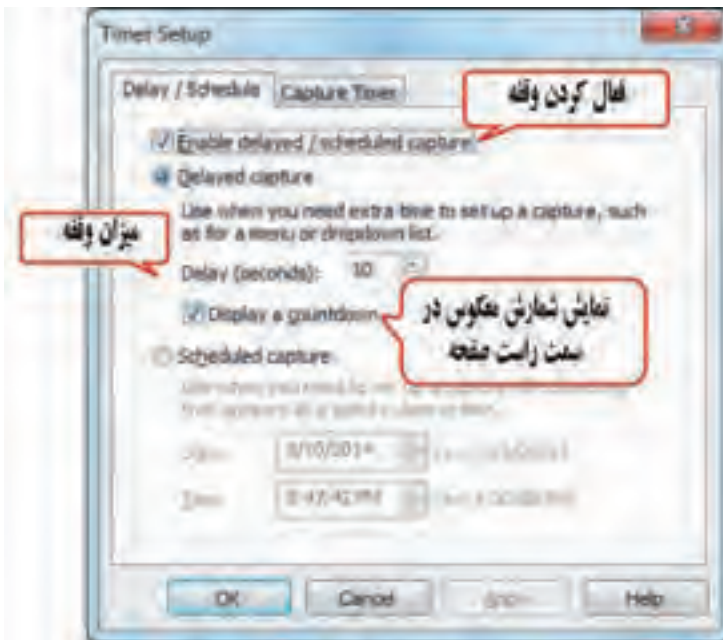 Timer Setup
Delay / Schedule Capture Timer
فعال کردن وقفه
Enable delayed / scheduled capture
Delayed capture
Use when you need extra time to set up a capture, such
as for a menu or dropdown list.
میزان وقفه
Delay (seconds): 10
Display a countdown
نمایش شمارش معکوس در
سمت راست صفحه
Scheduled capture
Time:
OK Cancel Help